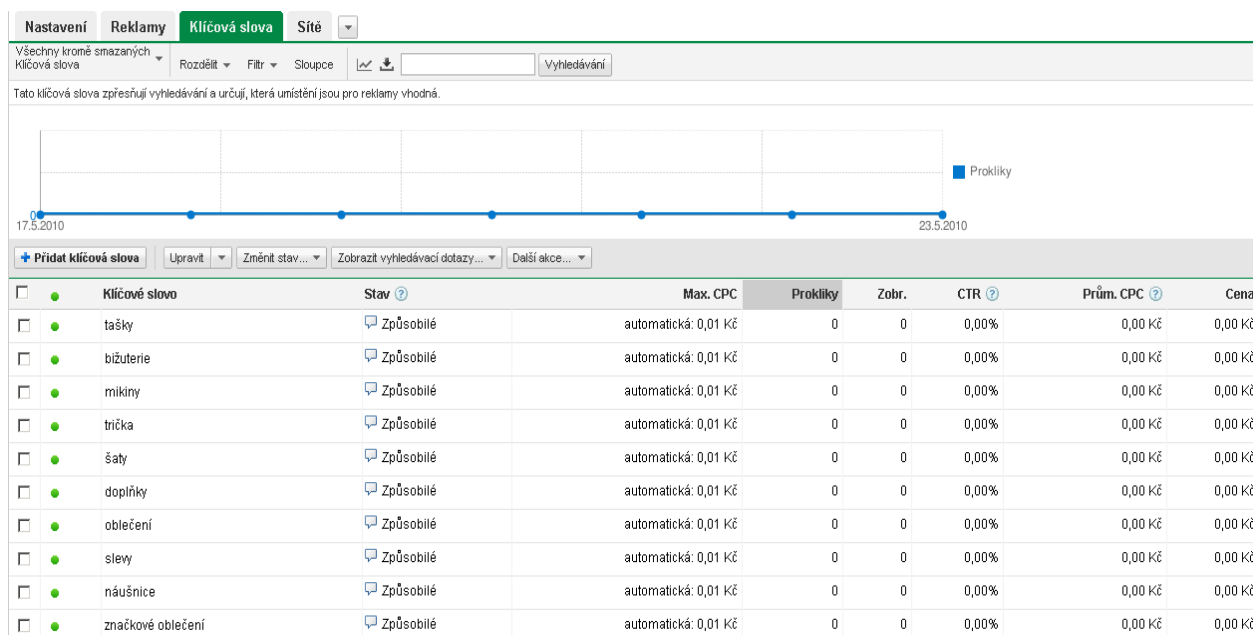 Nastavení Reklamy Klíčová slova Sítě
Všechny kromě smazaných
Klíčová slova Rozdělit Filtr Sloupce Vyhledávání
Tato klíčová slova zpřesňují vyhledávání a určují, která umístění jsou pro reklamy vhodná.
Prokliky
0
17.5.2010 23.5.2010
+ Přidat klíčová slova Upravit Změnit stav... Zobrazit vyhledávací dotazy... Další akce...
Klíčové slovo Stav ? Max. CPC Prokliky Zobr. CTR ? Prům. CPC ? Cena
tašky Způsobilé automatická: 0,01 Kč 0 0 0,00% 0,00 Kč 0,00 Kč
bižuterie Způsobilé automatická: 0,01 Kč 0 0 0,00% 0,00 Kč 0,00 Kč
mikiny Způsobilé automatická: 0,01 Kč 0 0 0,00% 0,00 Kč 0,00 Kč
trička Způsobilé automatická: 0,01 Kč 0 0 0,00% 0,00 Kč 0,00 Kč
šaty Způsobilé automatická: 0,01 Kč 0 0 0,00% 0,00 Kč 0,00 Kč
doplňky Způsobilé automatická: 0,01 Kč 0 0 0,00% 0,00 Kč 0,00 Kč
oblečení Způsobilé automatická: 0,01 Kč 0 0 0,00% 0,00 Kč 0,00 Kč
slevy Způsobilé automatická: 0,01 Kč 0 0 0,00% 0,00 Kč 0,00 Kč
náušnice Způsobilé automatická: 0,01 Kč 0 0 0,00% 0,00 Kč 0,00 Kč
značkové oblečení Způsobilé automatická: 0,01 Kč 0 0 0,00% 0,00 Kč 0,00 Kč